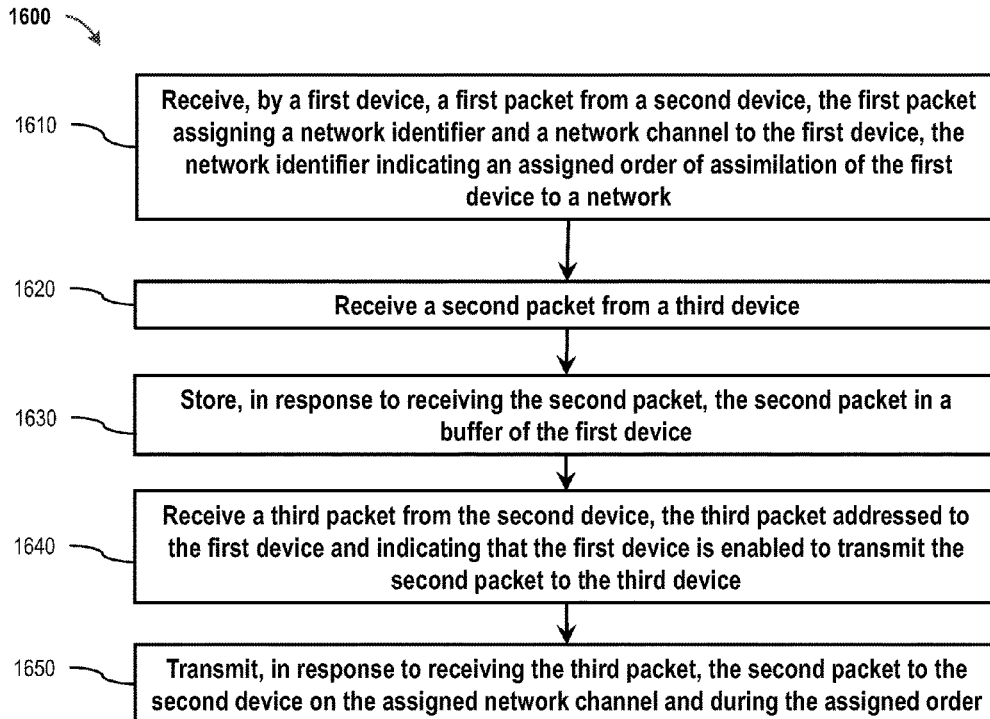 1600
1610
Receive, by a first device, a first packet from a second device, the first packet
assigning a network identifier and a network channel to the first device, the
network identifier indicating an assigned order of assimilation of the first
device to a network
1620
Receive a second packet from a third device
1630
Store, in response to receiving the second packet, the second packet in a
buffer of the first device
1640
Receive a third packet from the second device, the third packet addressed to
the first device and indicating that the first device is enabled to transmit the
second packet to the third device
1650
Transmit, in response to receiving the third packet, the second packet to the
second device on the assigned network channel and during the assigned order